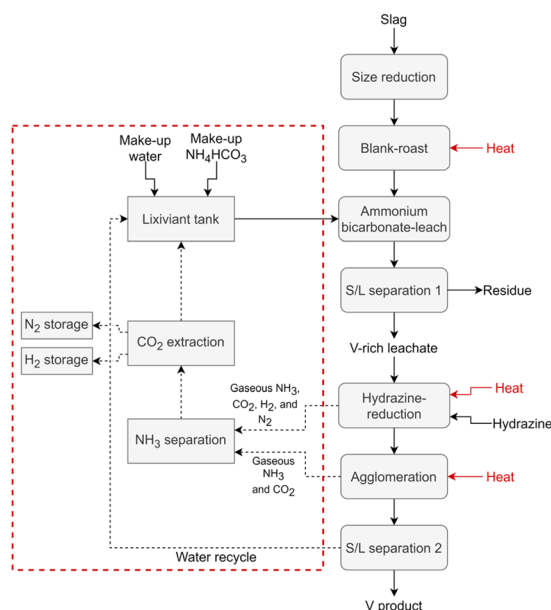 Slag
Size reduction
Make-up
water
Make-up
NH₄HCO₃
Blank-roast
Heat
Lixiviant tank
Ammonium
bicarbonate-leach
S/L separation 1
Residue
N₂ storage
H₂ storage
CO₂ extraction
V-rich leachate
Gaseous NH₃,
CO₂, H₂, and
N₂
Hydrazine-
reduction
Heat
Hydrazine
NH₃ separation
Gaseous
NH₃
and CO₂
Agglomeration
Heat
S/L separation 2
Water recycle
V product